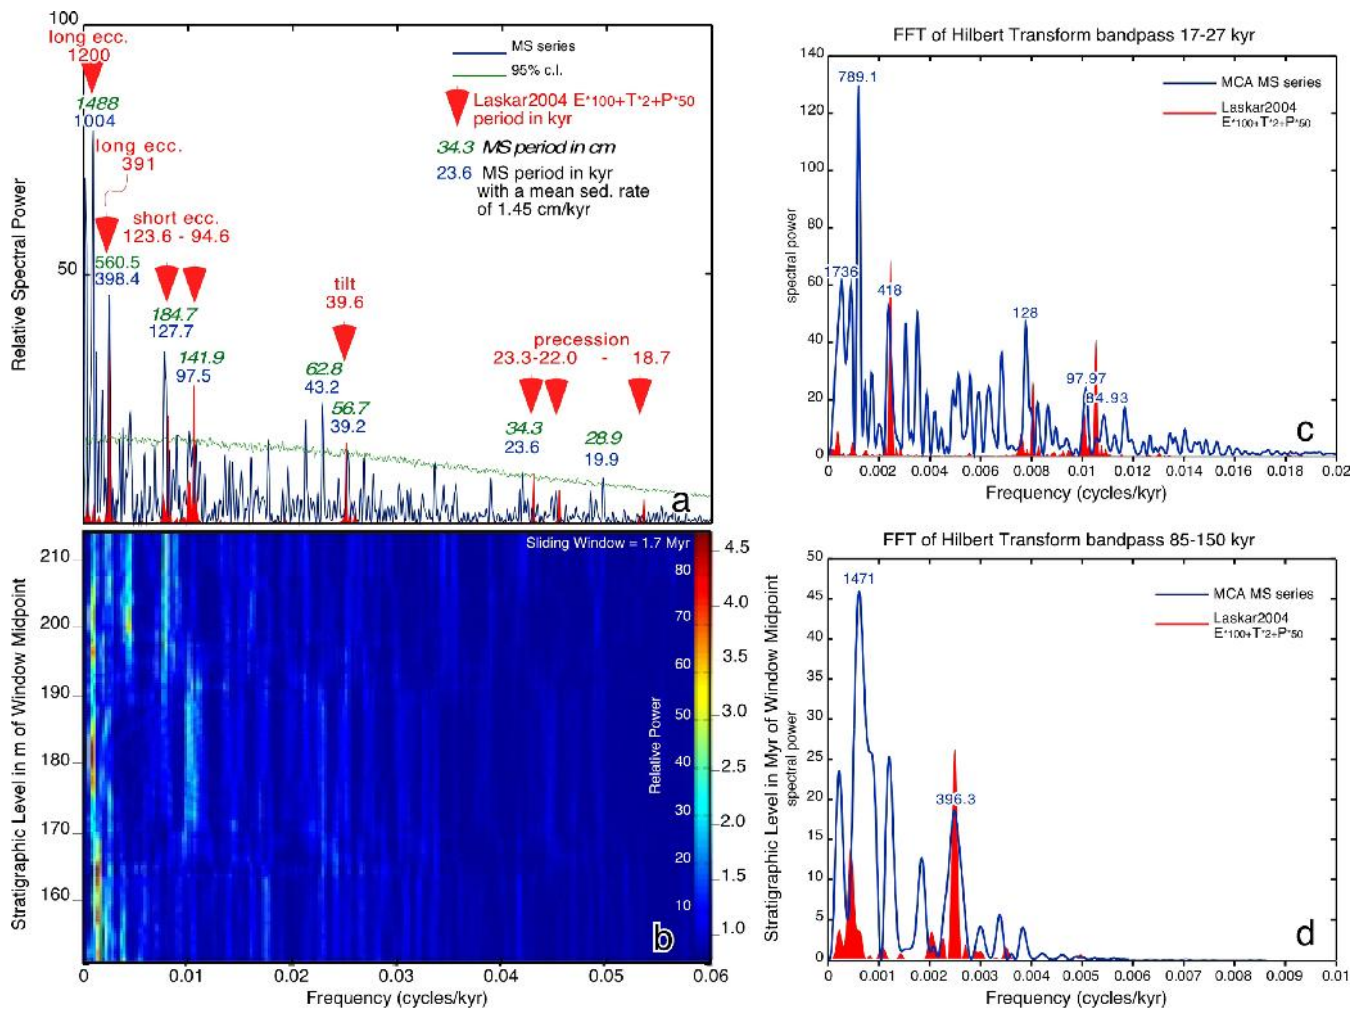 100
long ecc.
1200
1488
1004
long ecc.
391
short ecc.
123.6 - 94.6
560.5
398.4
184.7
127.7
141.9
97.5
tilt
39.6
62.8
43.2
56.7
39.2
precession
23.3-22.0 - 18.7
34.3
23.6
28.9
19.9
MS series
95% c.l.
Laskar2004 E*100+T*2+P*50
period in kyr
34.3 MS period in cm
23.6 MS period in kyr
with a mean sed. rate
of 1.45 cm/kyr
50
Relative Spectral Power
a
Sliding Window = 1.7 Myr
210
200
190
180
170
160
Stratigraphic Level in m of Window Midpoint
80
70
60
50
40
30
20
10
Relative Power
4.5
4.0
3.5
3.0
2.5
2.0
1.5
1.0
Stratigraphic Level in Myr of Window Midpoint
b
0 0.01 0.02 0.03 0.04 0.05 0.06
Frequency (cycles/kyr)
FFT of Hilbert Transform bandpass 17-27 kyr
140
120
100
80
60
40
20
0
spectral power
789.1
1736
418
128
97.97
84.93
MCA MS series
Laskar2004
E*100+T*2+P*50
c
0 0.002 0.004 0.006 0.008 0.01 0.012 0.014 0.016 0.018 0.02
Frequency (cycles/kyr)
FFT of Hilbert Transform bandpass 85-150 kyr
50
45
40
35
30
25
20
15
10
5
0
spectral power
1471
396.3
MCA MS series
Laskar2004
E*100+T*2+P*50
d
0 0.001 0.002 0.003 0.004 0.005 0.006 0.007 0.008 0.009 0.01
Frequency (cycles/kyr)